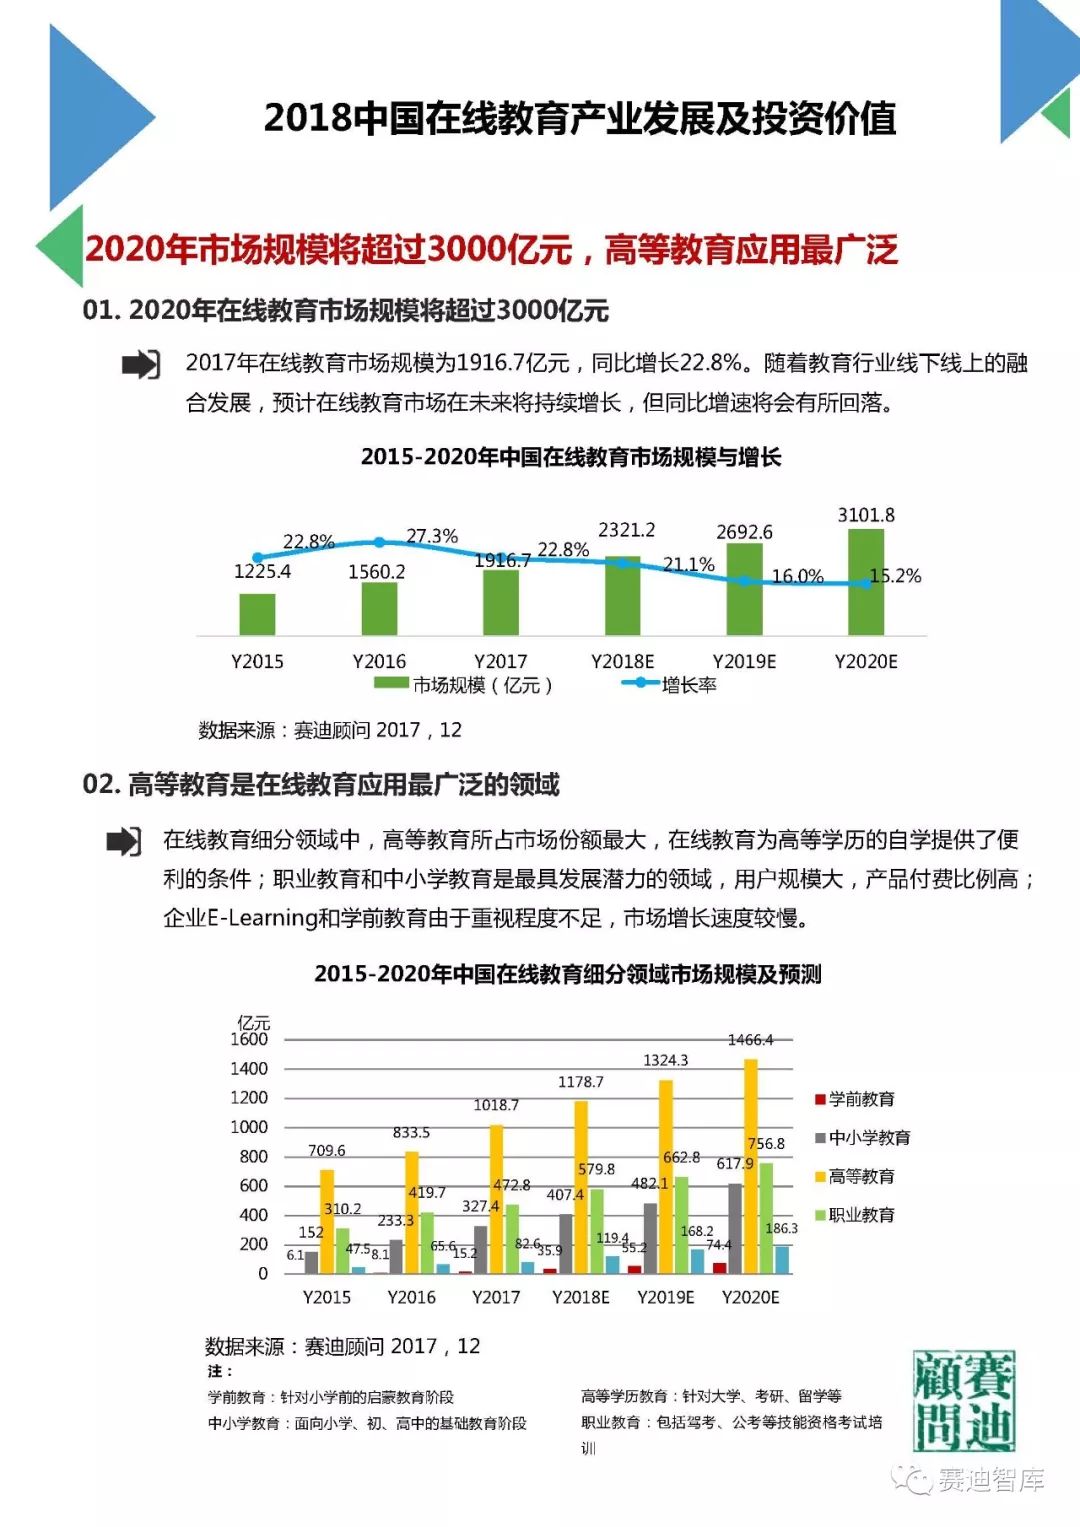 2018中国在线教育产业发展及投资价值
2020年市场规模将超过3000亿元，高等教育应用最广泛
01. 2020年在线教育市场规模将超过3000亿元
2017年在线教育市场规模为1916.7亿元，同比增长22.8%。随着教育行业线下线上的融
合发展，预计在线教育市场在未来将持续增长，但同比增速将会有所回落。
2015-2020年中国在线教育市场规模与增长
22.8% 27.3% 22.8% 21.1% 16.0% 15.2%
1225.4 1560.2 1916.7 2321.2 2692.6 3101.8
Y2015 Y2016 Y2017 Y2018E Y2019E Y2020E
市场规模（亿元） 增长率
数据来源：赛迪顾问 2017，12
02. 高等教育是在线教育应用最广泛的领域
在线教育细分领域中，高等教育所占市场份额最大，在线教育为高等学历的自学提供了便
利的条件；职业教育和中小学教育是最具发展潜力的领域，用户规模大，产品付费比例高；
企业E-Learning和学前教育由于重视程度不足，市场增长速度较慢。
2015-2020年中国在线教育细分领域市场规模及预测
亿元
1600
1400
1200
1000
800
600
400
200
0
6.1 152 709.6 310.2 47.5
8.1 233.3 833.5 419.7 65.6
15.2 327.4 1018.7 472.8 82.6
35.9 407.4 1178.7 579.8 119.4
55.2 482.1 1324.3 662.8 168.2
74.4 617.9 1466.4 756.8 186.3
Y2015 Y2016 Y2017 Y2018E Y2019E Y2020E
学前教育
中小学教育
高等教育
职业教育
数据来源：赛迪顾问 2017，12
注：
学前教育：针对小学前的启蒙教育阶段
中小学教育：面向小学、初、高中的基础教育阶段
高等学历教育：针对大学、考研、留学等
职业教育：包括驾考、公考等技能资格考试培
训
賽迪
顧問
赛迪智库